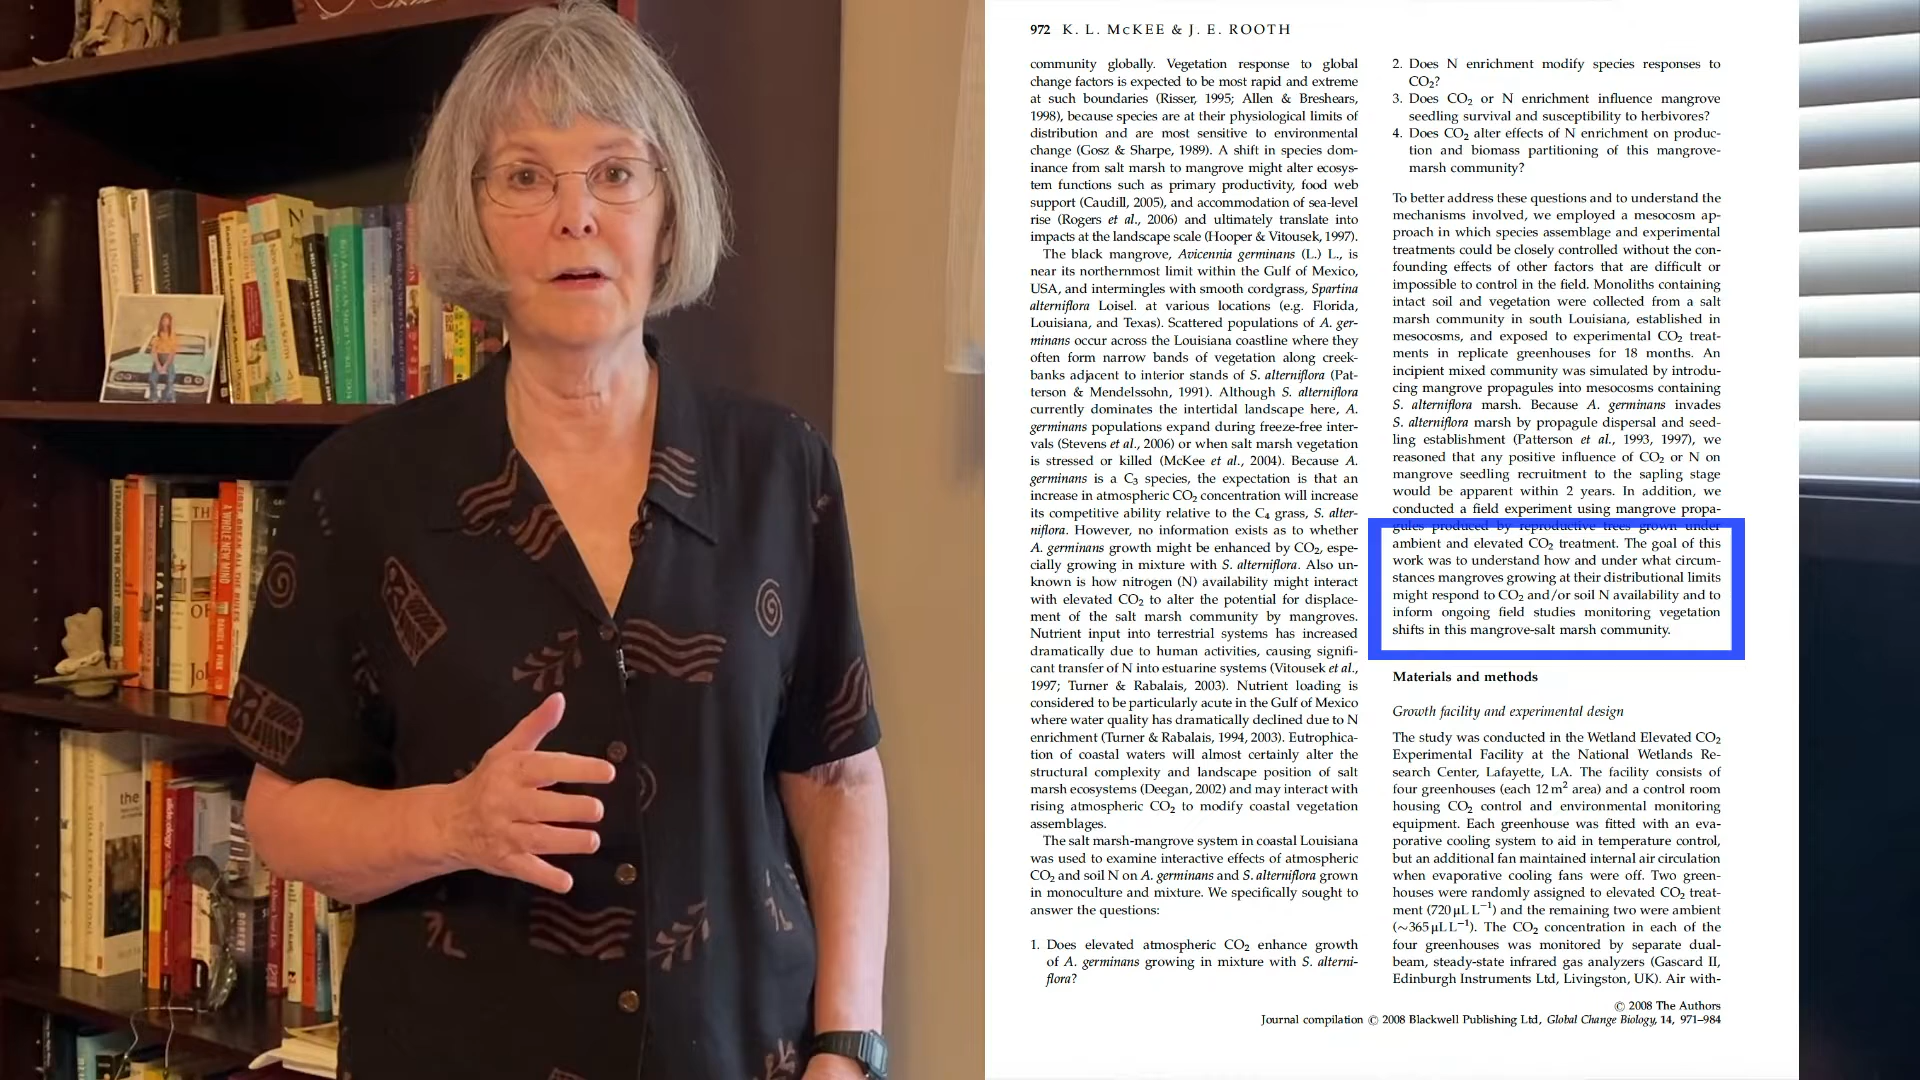 THE
A WHOLE NEW MIND
DANIEL H. PINK
SALT
FIRST, BREAK ALL THE RULES
STRANGER IN THE FOREST
the
ROBERT
VISUAL EXPLANATIONS
972 K. L. McKEE & J. E. ROOTH
community globally. Vegetation response to global
change factors is expected to be most rapid and extreme
at such boundaries (Risser, 1995; Allen & Breshears,
1998), because species are at their physiological limits of
distribution and are most sensitive to environmental
change (Gosz & Sharpe, 1989). A shift in species dom-
inance from salt marsh to mangrove might alter ecosys-
tem functions such as primary productivity, food web
support (Caudill, 2005), and accommodation of sea-level
rise (Rogers et al., 2006) and ultimately translate into
impacts at the landscape scale (Hooper & Vitousek, 1997).
The black mangrove, Avicennia germinans (L.) L., is
near its northernmost limit within the Gulf of Mexico,
USA, and intermingles with smooth cordgrass, Spartina
alterniflora Loisel. at various locations (e.g. Florida,
Louisiana, and Texas). Scattered populations of A. ger-
minans occur across the Louisiana coastline where they
often form narrow bands of vegetation along creek-
banks adjacent to interior stands of S. alterniflora (Pat-
terson & Mendelssohn, 1991). Although S. alterniflora
currently dominates the intertidal landscape here, A.
germinans populations expand during freeze-free inter-
vals (Stevens et al., 2006) or when salt marsh vegetation
is stressed or killed (McKee et al., 2004). Because A.
germinans is a C3 species, the expectation is that an
increase in atmospheric CO2 concentration will increase
its competitive ability relative to the C4 grass, S. alter-
niflora. However, no information exists as to whether
A. germinans growth might be enhanced by CO2, espe-
cially growing in mixture with S. alterniflora. Also un-
known is how nitrogen (N) availability might interact
with elevated CO2 to alter the potential for displace-
ment of the salt marsh community by mangroves.
Nutrient input into terrestrial systems has increased
dramatically due to human activities, causing signifi-
cant transfer of N into estuarine systems (Vitousek et al.,
1997; Turner & Rabalais, 2003). Nutrient loading is
considered to be particularly acute in the Gulf of Mexico
where water quality has dramatically declined due to N
enrichment (Turner & Rabalais, 1994, 2003). Eutrophica-
tion of coastal waters will almost certainly alter the
structural complexity and landscape position of salt
marsh ecosystems (Deegan, 2002) and may interact with
rising atmospheric CO2 to modify coastal vegetation
assemblages.
The salt marsh-mangrove system in coastal Louisiana
was used to examine interactive effects of atmospheric
CO2 and soil N on A. germinans and S. alterniflora grown
in monoculture and mixture. We specifically sought to
answer the questions:
1. Does elevated atmospheric CO2 enhance growth
of A. germinans growing in mixture with S. alterni-
flora?
2. Does N enrichment modify species responses to
CO2?
3. Does CO2 or N enrichment influence mangrove
seedling survival and susceptibility to herbivores?
4. Does CO2 alter effects of N enrichment on produc-
tion and biomass partitioning of this mangrove-
marsh community?
To better address these questions and to understand the
mechanisms involved, we employed a mesocosm ap-
proach in which species assemblage and experimental
treatments could be closely controlled without the con-
founding effects of other factors that are difficult or
impossible to control in the field. Monoliths containing
intact soil and vegetation were collected from a salt
marsh community in south Louisiana, established in
mesocosms, and exposed to experimental CO2 treat-
ments in replicate greenhouses for 18 months. An
incipient mixed community was simulated by introdu-
cing mangrove propagules into mesocosms containing
S. alterniflora marsh. Because A. germinans invades
S. alterniflora marsh by propagule dispersal and seed-
ling establishment (Patterson et al., 1993, 1997), we
reasoned that any positive influence of CO2 or N on
mangrove seedling recruitment to the sapling stage
would be apparent within 2 years. In addition, we
conducted a field experiment using mangrove propa-
gules produced by reproductive trees grown under
ambient and elevated CO2 treatment. The goal of this
work was to understand how and under what circum-
stances mangroves growing at their distributional limits
might respond to CO2 and/or soil N availability and to
inform ongoing field studies monitoring vegetation
shifts in this mangrove-salt marsh community.
Materials and methods
Growth facility and experimental design
The study was conducted in the Wetland Elevated CO2
Experimental Facility at the National Wetlands Re-
search Center, Lafayette, LA. The facility consists of
four greenhouses (each 12 m² area) and a control room
housing CO2 control and environmental monitoring
equipment. Each greenhouse was fitted with an eva-
porative cooling system to aid in temperature control,
but an additional fan maintained internal air circulation
when evaporative cooling fans were off. Two green-
houses were randomly assigned to elevated CO2 treat-
ment (720 μL L⁻¹) and the remaining two were ambient
(~365 μL L⁻¹). The CO2 concentration in each of the
four greenhouses was monitored by separate dual-
beam, steady-state infrared gas analyzers (Gascard II,
Edinburgh Instruments Ltd, Livingston, UK). Air with-
© 2008 The Authors
Journal compilation © 2008 Blackwell Publishing Ltd, Global Change Biology, 14, 971–984